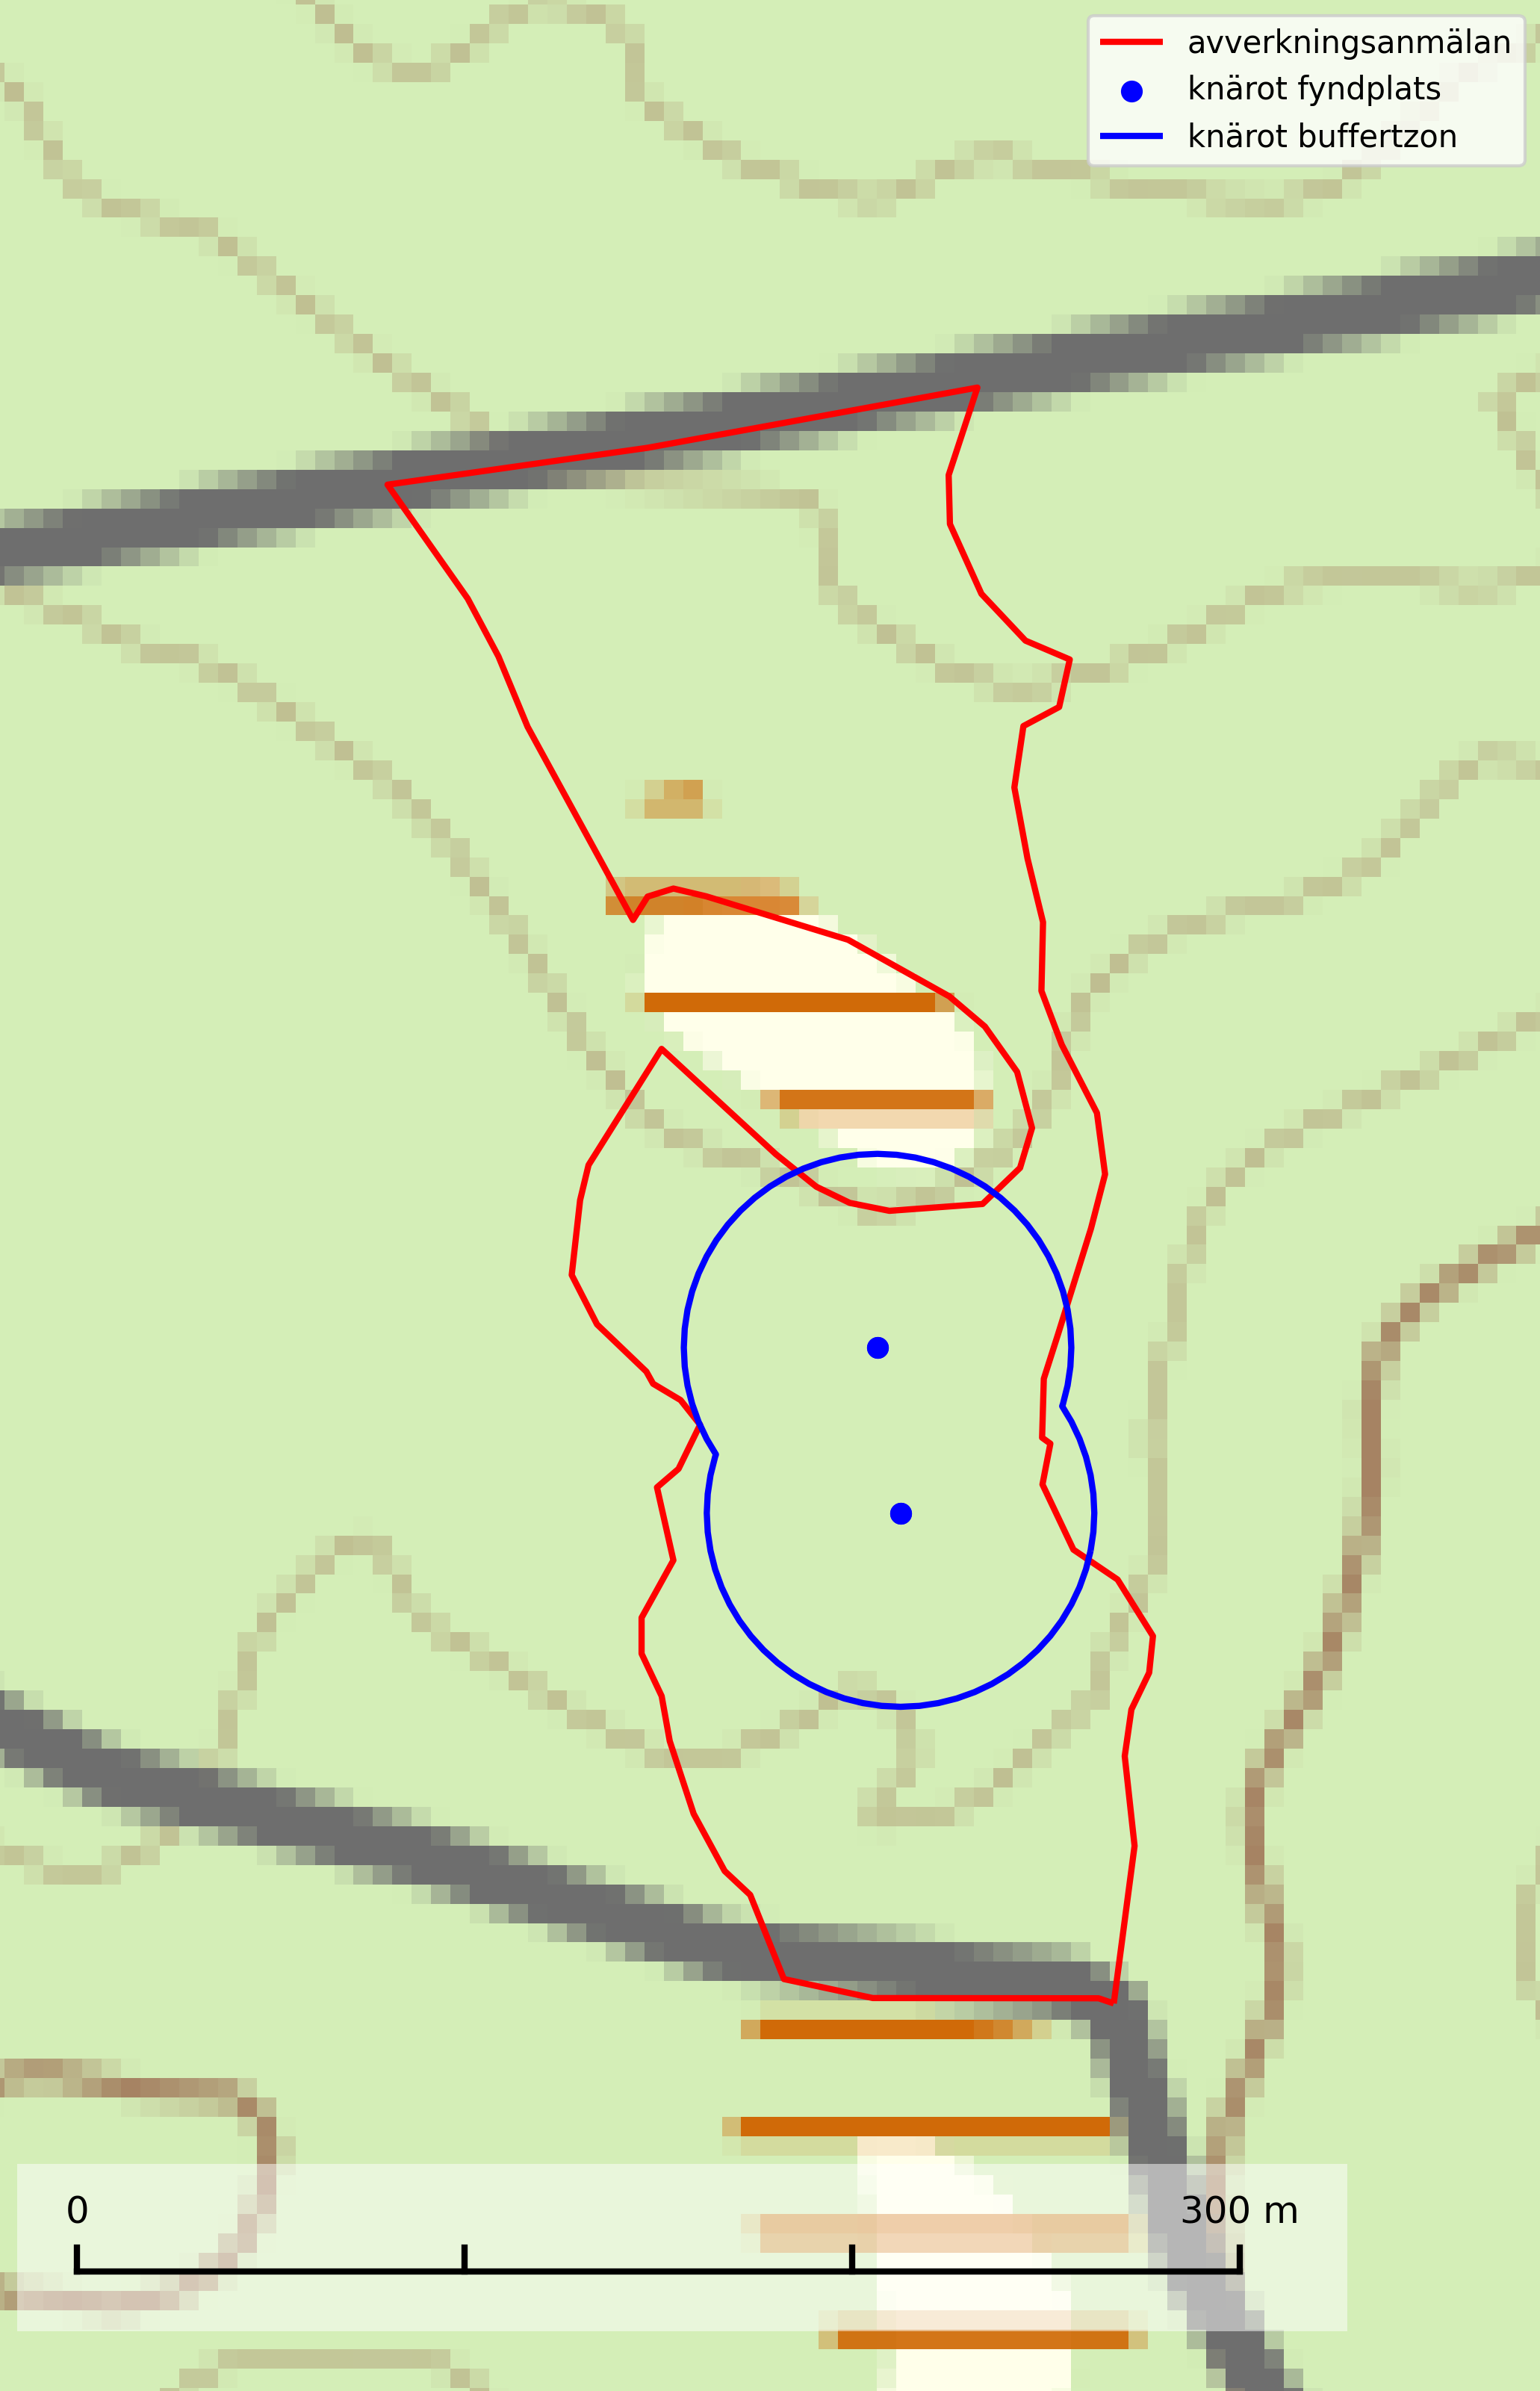 avverkningsanmälan
knärot fyndplats
knärot buffertzon
0
300 m